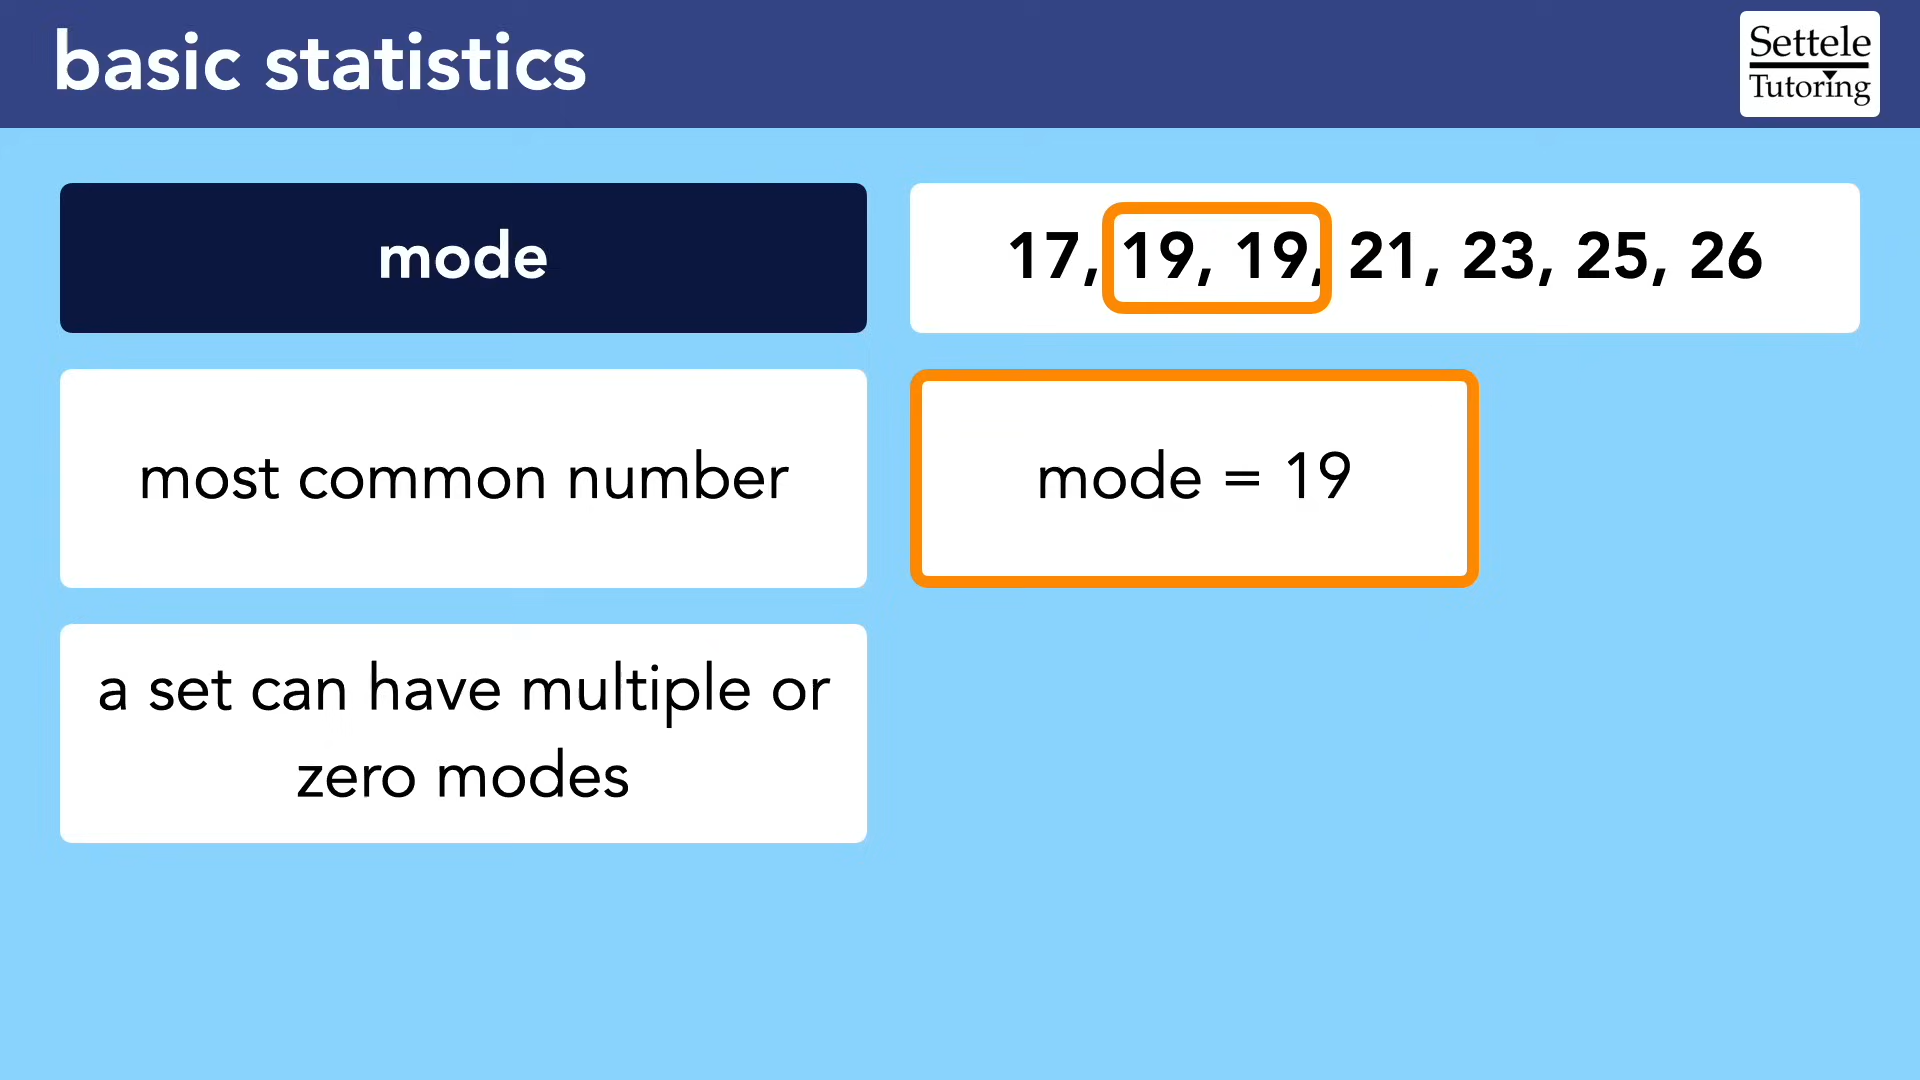 basic statistics
Settele
Tutoring
mode
17, 19, 19, 21, 23, 25, 26
most common number
mode = 19
a set can have multiple or
zero modes